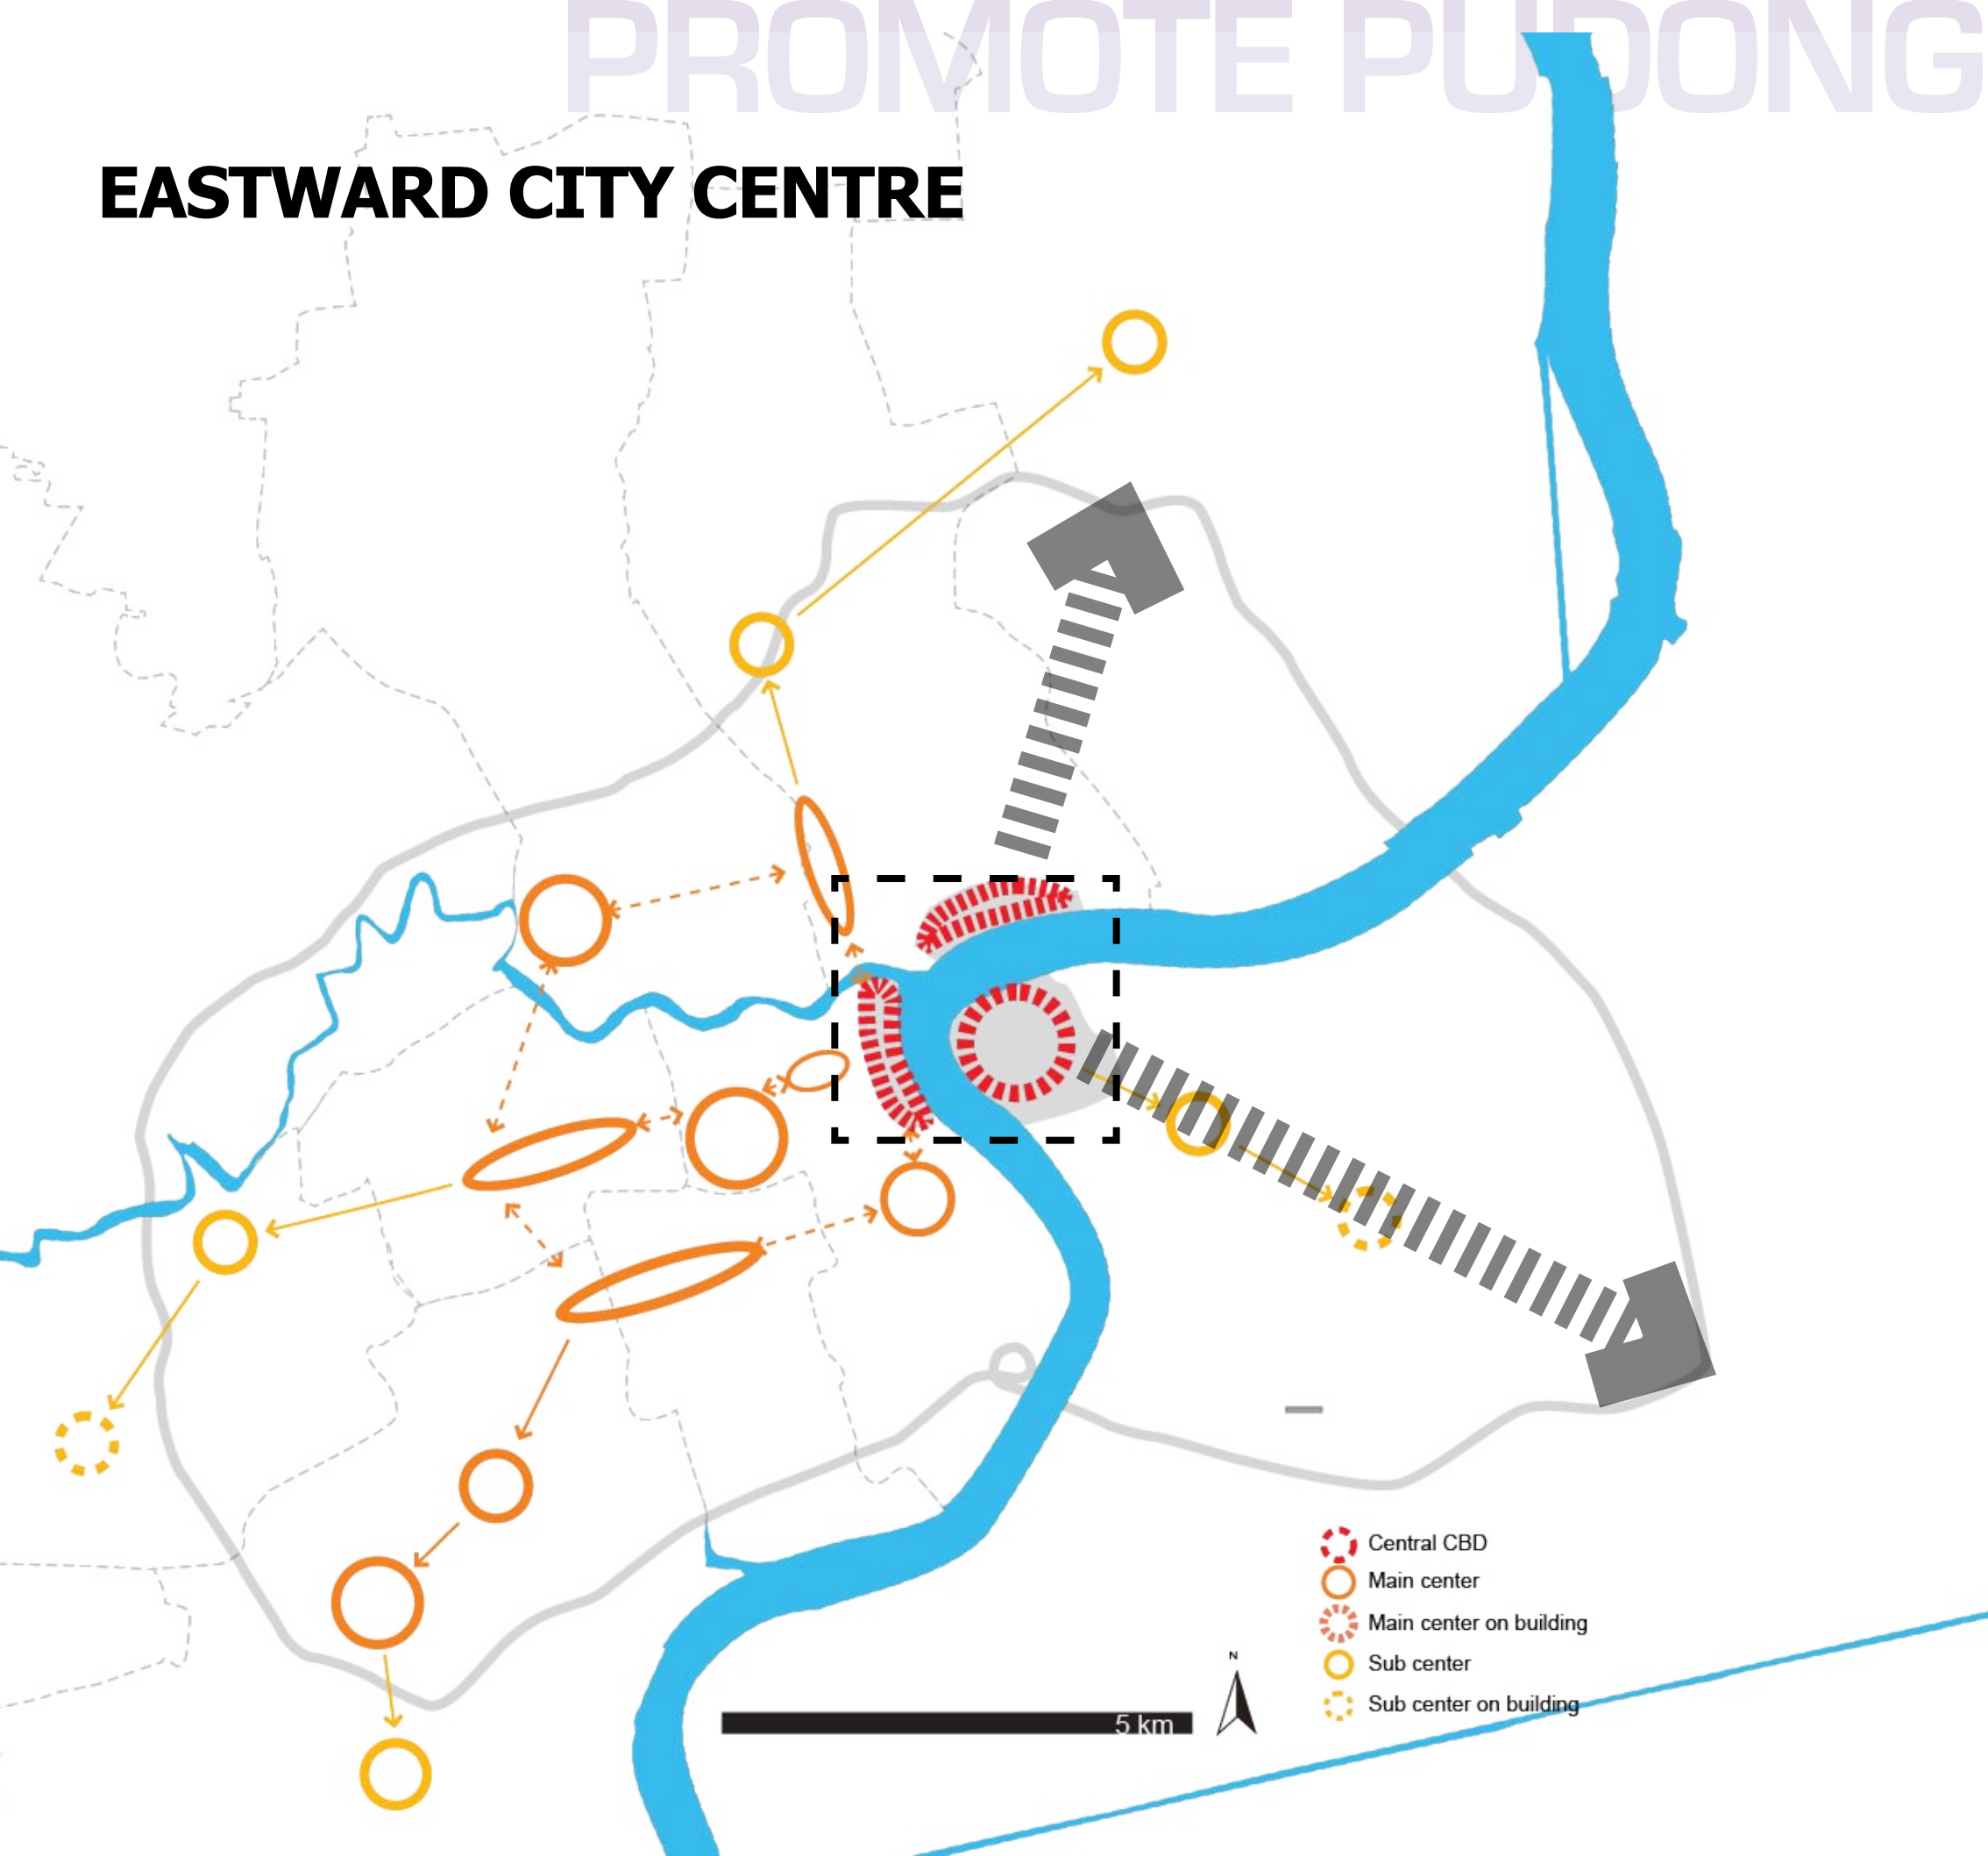 PROMOTE PUDONG
EASTWARD CITY CENTRE
Central CBD
Main center
Main center on building
Sub center
Sub center on building
N
5 km